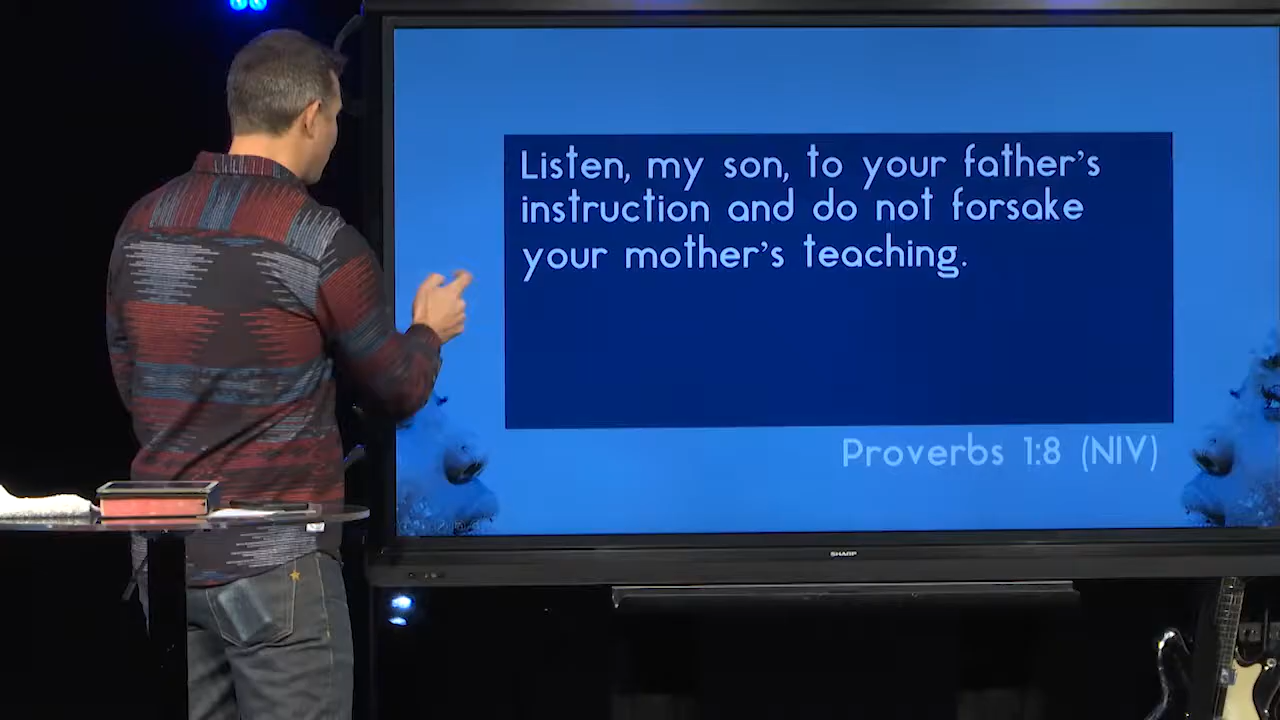 Listen, my son, to your father's
instruction and do not forsake
your mother's teaching.
Proverbs 1:8 (NIV)
SHARP